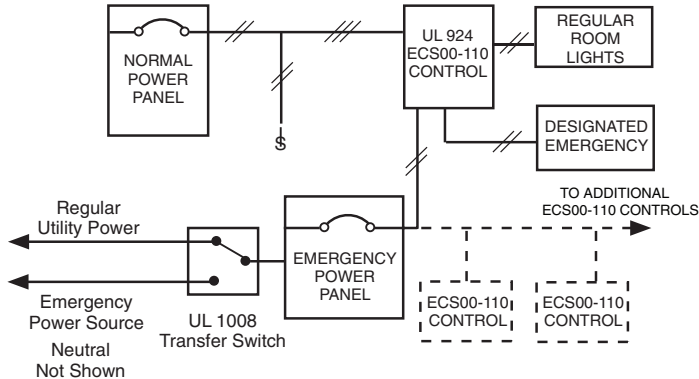 NORMAL
POWER
PANEL
S
UL 924
ECS00-110
CONTROL
REGULAR
ROOM
LIGHTS
DESIGNATED
EMERGENCY
TO ADDITIONAL
ECS00-110 CONTROLS
Regular
Utility Power
Emergency
Power Source
Neutral
Not Shown
UL 1008
Transfer Switch
EMERGENCY
POWER
PANEL
ECS00-110
CONTROL
ECS00-110
CONTROL